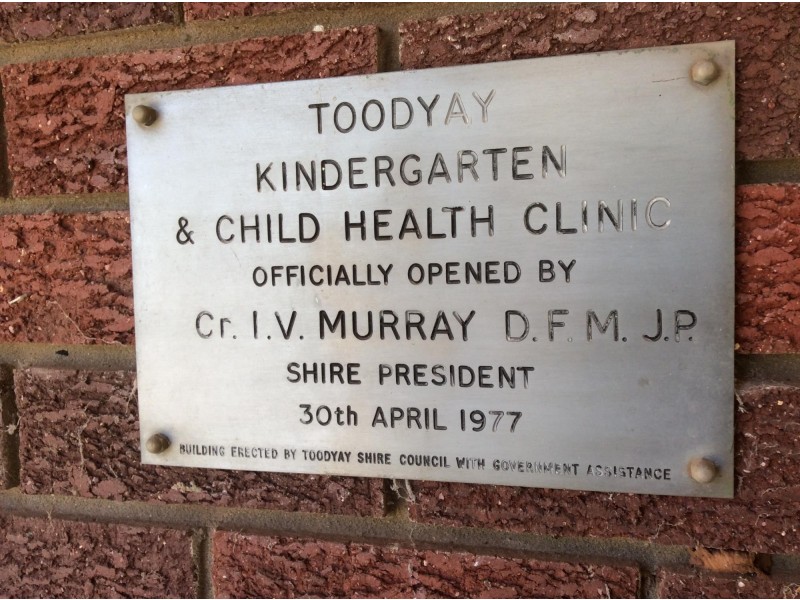 TOODYAY
KINDERGARTEN
& CHILD HEALTH CLINIC
OFFICIALLY OPENED BY
Cr. I.V. MURRAY D.F.M. J.P.
SHIRE PRESIDENT
30th APRIL 1977
BUILDING ERECTED BY TOODYAY SHIRE COUNCIL WITH GOVERNMENT ASSISTANCE